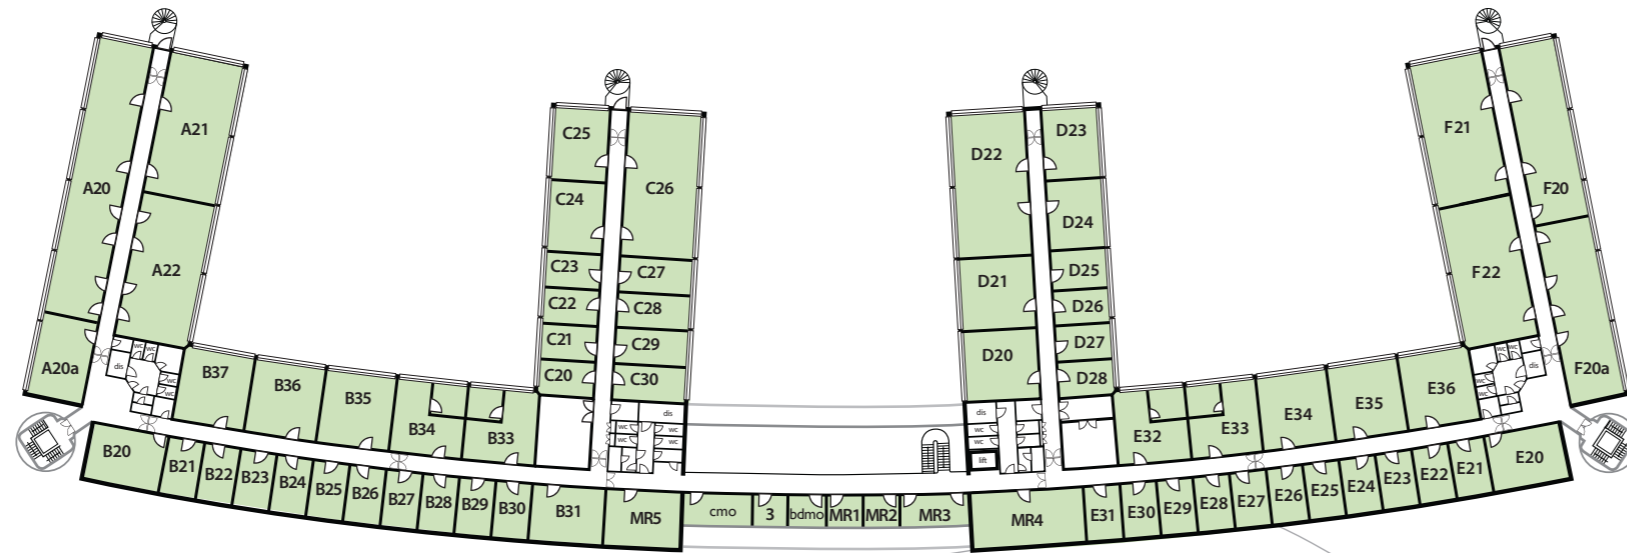 A20
A21
A22
A20a
dis
WC
WC
WC
WC
B37
B36
B35
B34
B33
B20
B21
B22
B23
B24
B25
B26
B27
B28
B29
B30
B31
MR5
C25
C24
C23
C22
C21
C20
C26
C27
C28
C29
C30
dis
WC
WC
WC
WC
cmo
3
bdmo
MR1
MR2
MR3
D22
D21
D20
D23
D24
D25
D26
D27
D28
dis
WC
WC
lift
MR4
E32
E33
E34
E35
E36
E31
E30
E29
E28
E27
E26
E25
E24
E23
E22
E21
E20
F21
F22
F20
F20a
WC
WC
WC
WC
dis